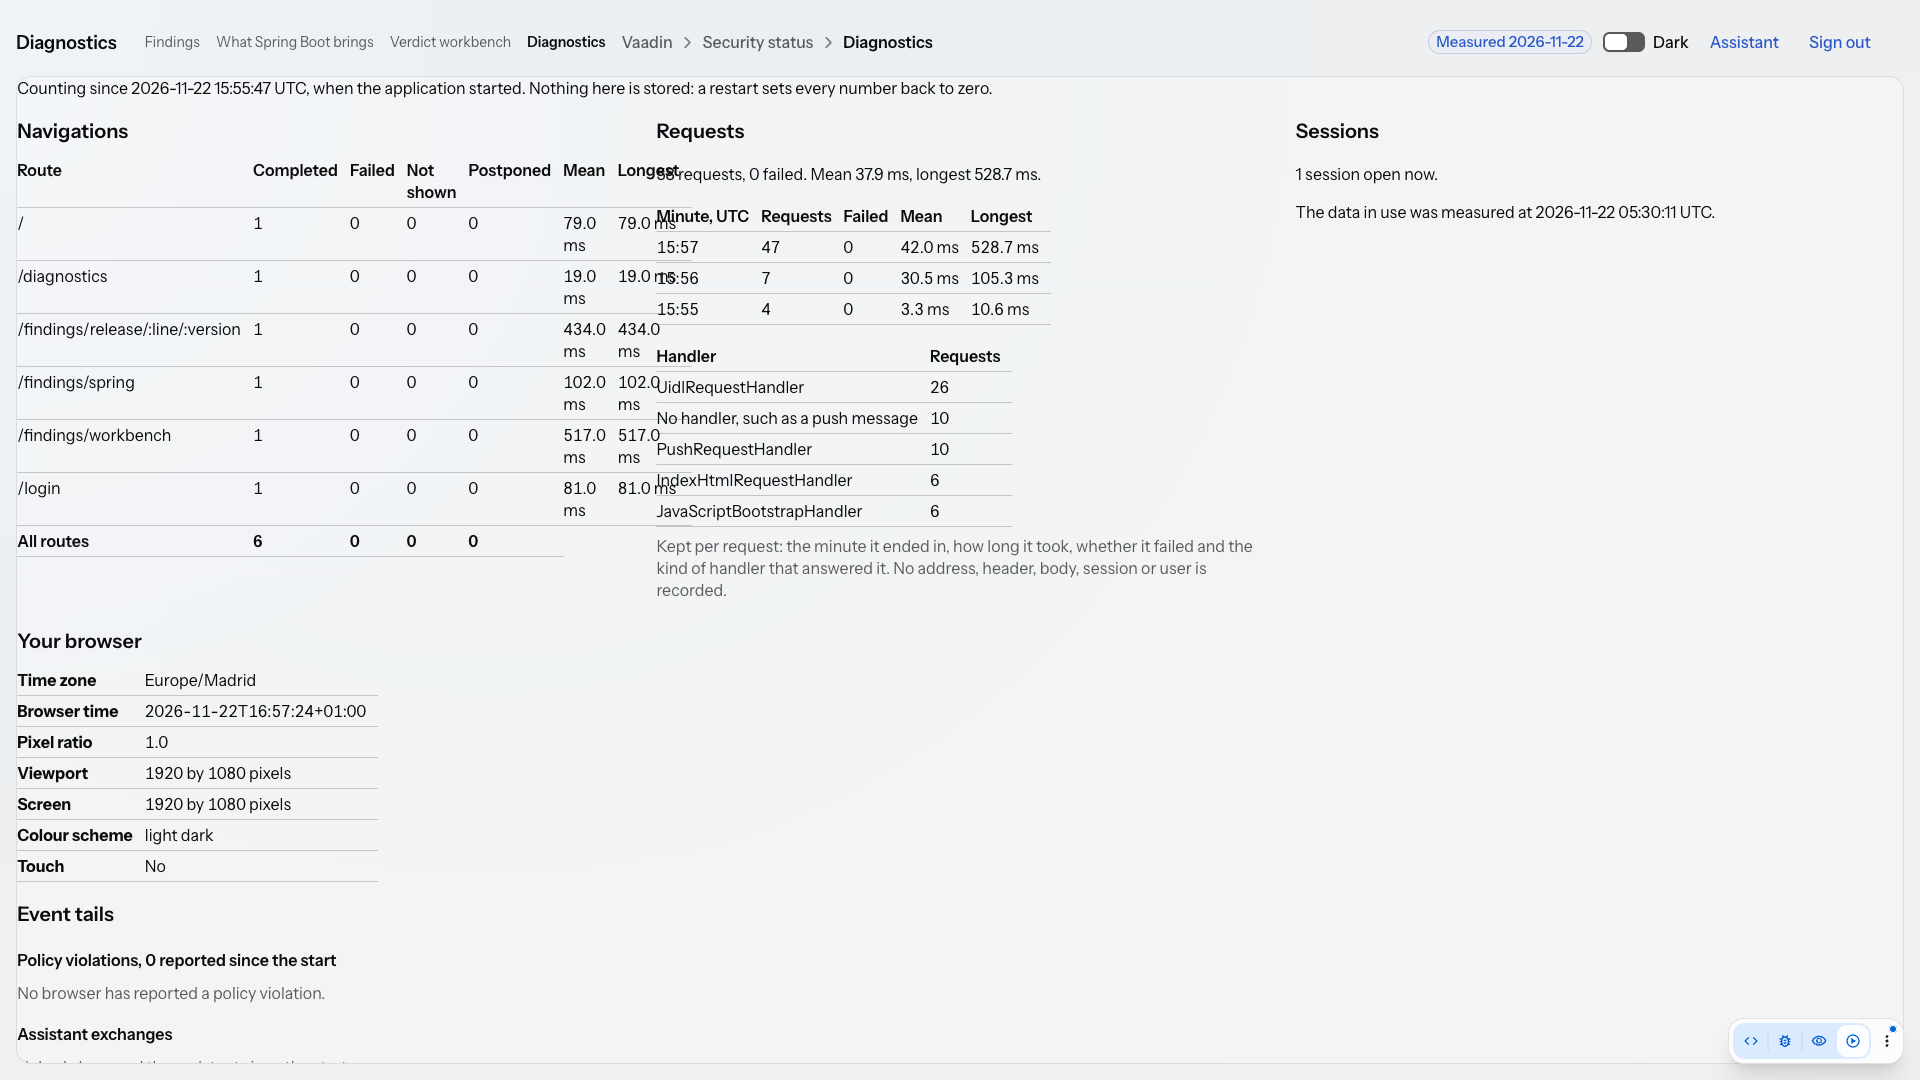 Diagnostics
Findings What Spring Boot brings Verdict workbench Diagnostics Vaadin Security status Diagnostics
Measured 2026-11-22 Dark Assistant Sign out
Counting since 2026-11-22 15:55:47 UTC, when the application started. Nothing here is stored: a restart sets every number back to zero.
Navigations
Route Completed Failed Not shown Postponed Mean Longest
/ 1 0 0 0 79.0 ms 79.0 ms
/diagnostics 1 0 0 0 19.0 ms 19.0 ms
/findings/release/:line/:version 1 0 0 0 434.0 ms 434.0 ms
/findings/spring 1 0 0 0 102.0 ms 102.0 ms
/findings/workbench 1 0 0 0 517.0 ms 517.0 ms
/login 1 0 0 0 81.0 ms 81.0 ms
All routes 6 0 0 0
Requests
requests, 0 failed. Mean 37.9 ms, longest 528.7 ms.
Minute, UTC Requests Failed Mean Longest
15:57 47 0 42.0 ms 528.7 ms
15:56 7 0 30.5 ms 105.3 ms
15:55 4 0 3.3 ms 10.6 ms
Handler Requests
UidlRequestHandler 26
No handler, such as a push message 10
PushRequestHandler 10
IndexHtmlRequestHandler 6
JavaScriptBootstrapHandler 6
Kept per request: the minute it ended in, how long it took, whether it failed and the
kind of handler that answered it. No address, header, body, session or user is
recorded.
Sessions
1 session open now.
The data in use was measured at 2026-11-22 05:30:11 UTC.
Your browser
Time zone Europe/Madrid
Browser time 2026-11-22T16:57:24+01:00
Pixel ratio 1.0
Viewport 1920 by 1080 pixels
Screen 1920 by 1080 pixels
Colour scheme light dark
Touch No
Event tails
Policy violations, 0 reported since the start
No browser has reported a policy violation.
Assistant exchanges